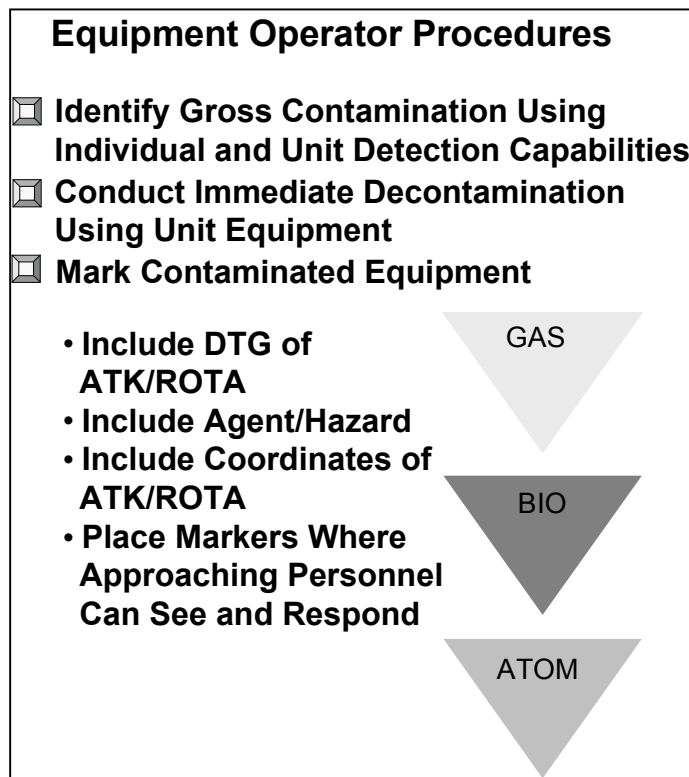 Equipment Operator Procedures
Identify Gross Contamination Using
Individual and Unit Detection Capabilities
Conduct Immediate Decontamination
Using Unit Equipment
Mark Contaminated Equipment
• Include DTG of
ATK/ROTA
• Include Agent/Hazard
• Include Coordinates of
ATK/ROTA
• Place Markers Where
Approaching Personnel
Can See and Respond
GAS
BIO
ATOM